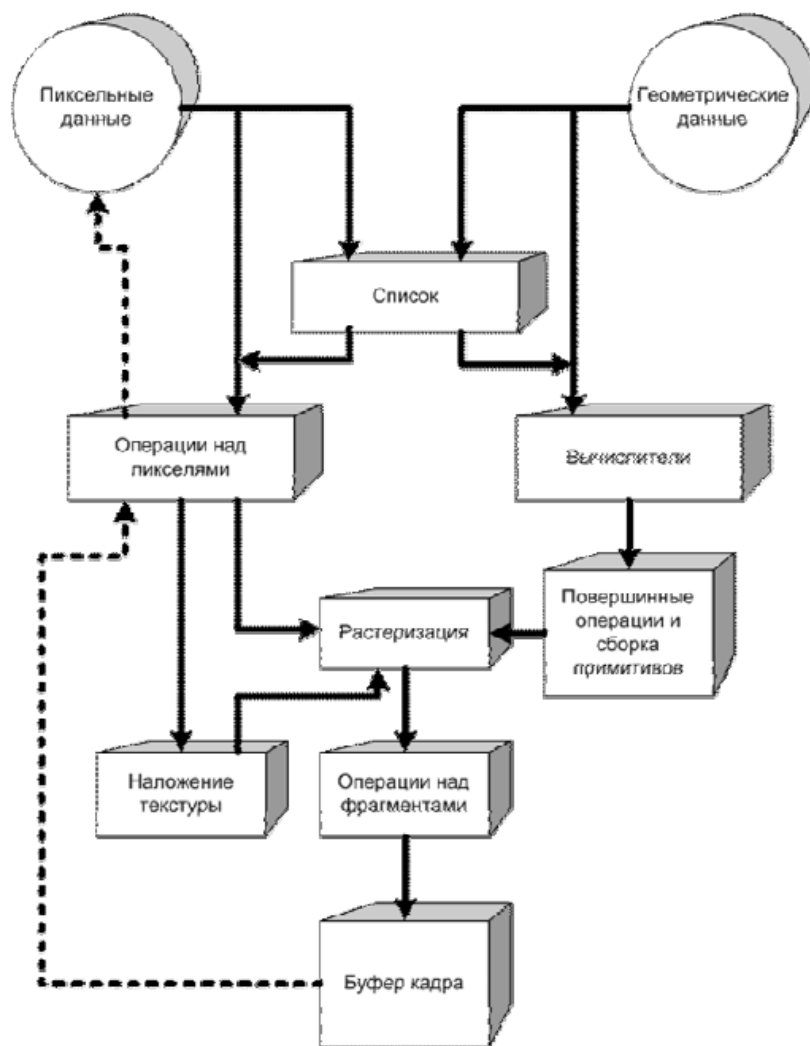 Пиксельные
данные
Геометрические
данные
Список
Операции над
пикселями
Вычислители
Повершинные
операции и
сборка
примитивов
Растеризация
Наложение
текстуры
Операции над
фрагментами
Буфер кадра